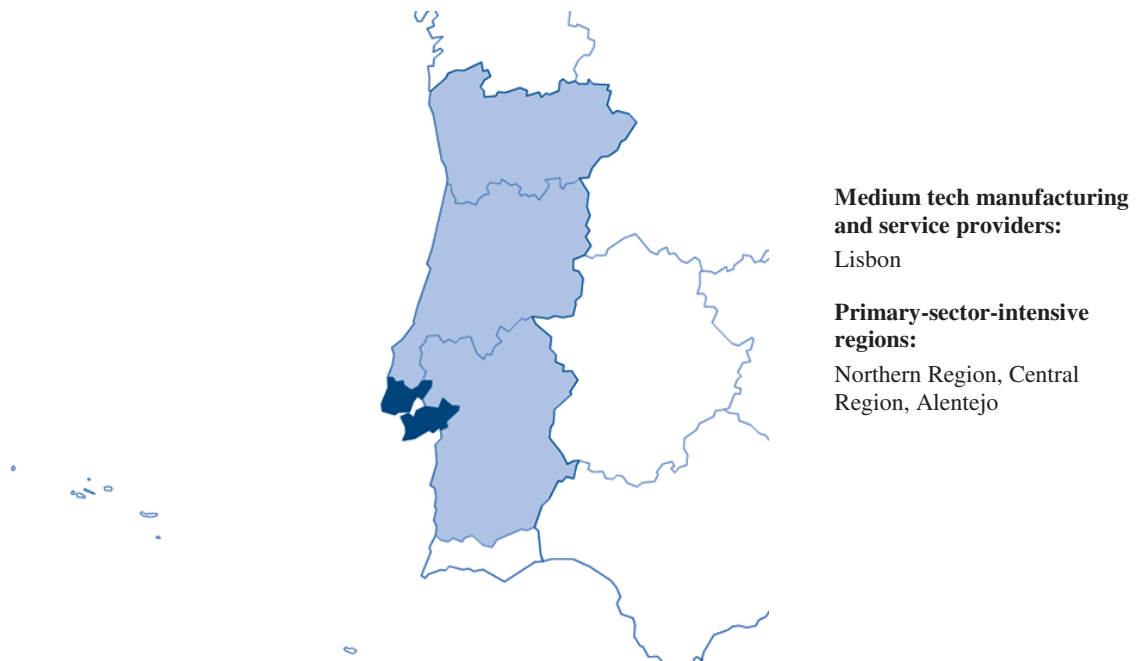 Medium tech manufacturing
and service providers:
Lisbon
Primary-sector-intensive
regions:
Northern Region, Central
Region, Alentejo